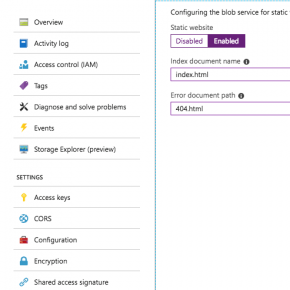 Overview
Activity log
Access control (IAM)
Tags
Diagnose and solve problems
Events
Storage Explorer (preview)
SETTINGS
Access keys
CORS
Configuration
Encryption
Shared access signature
Configuring the blob service for static
Static website
Disabled Enabled
Index document name
index.html
Error document path
404.html